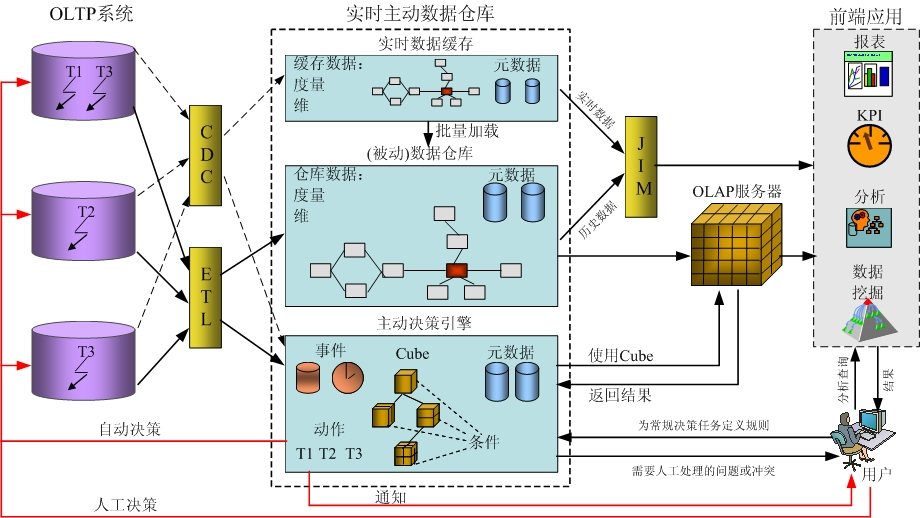 OLTP系统
实时主动数据仓库
前端应用
T1 T3
T2
T3
CDC
ETL
实时数据缓存
缓存数据：
度量
维
元数据
批量加载
(被动)数据仓库
仓库数据：
度量
维
元数据
主动决策引擎
事件
Cube
元数据
动作
T1 T2 T3
条件
实时数据
历史数据
JIM
OLAP服务器
使用Cube
返回结果
报表
KPI
分析
数据
挖掘
分析查询
结果
为常规决策任务定义规则
需要人工处理的问题或冲突
用户
自动决策
通知
人工决策